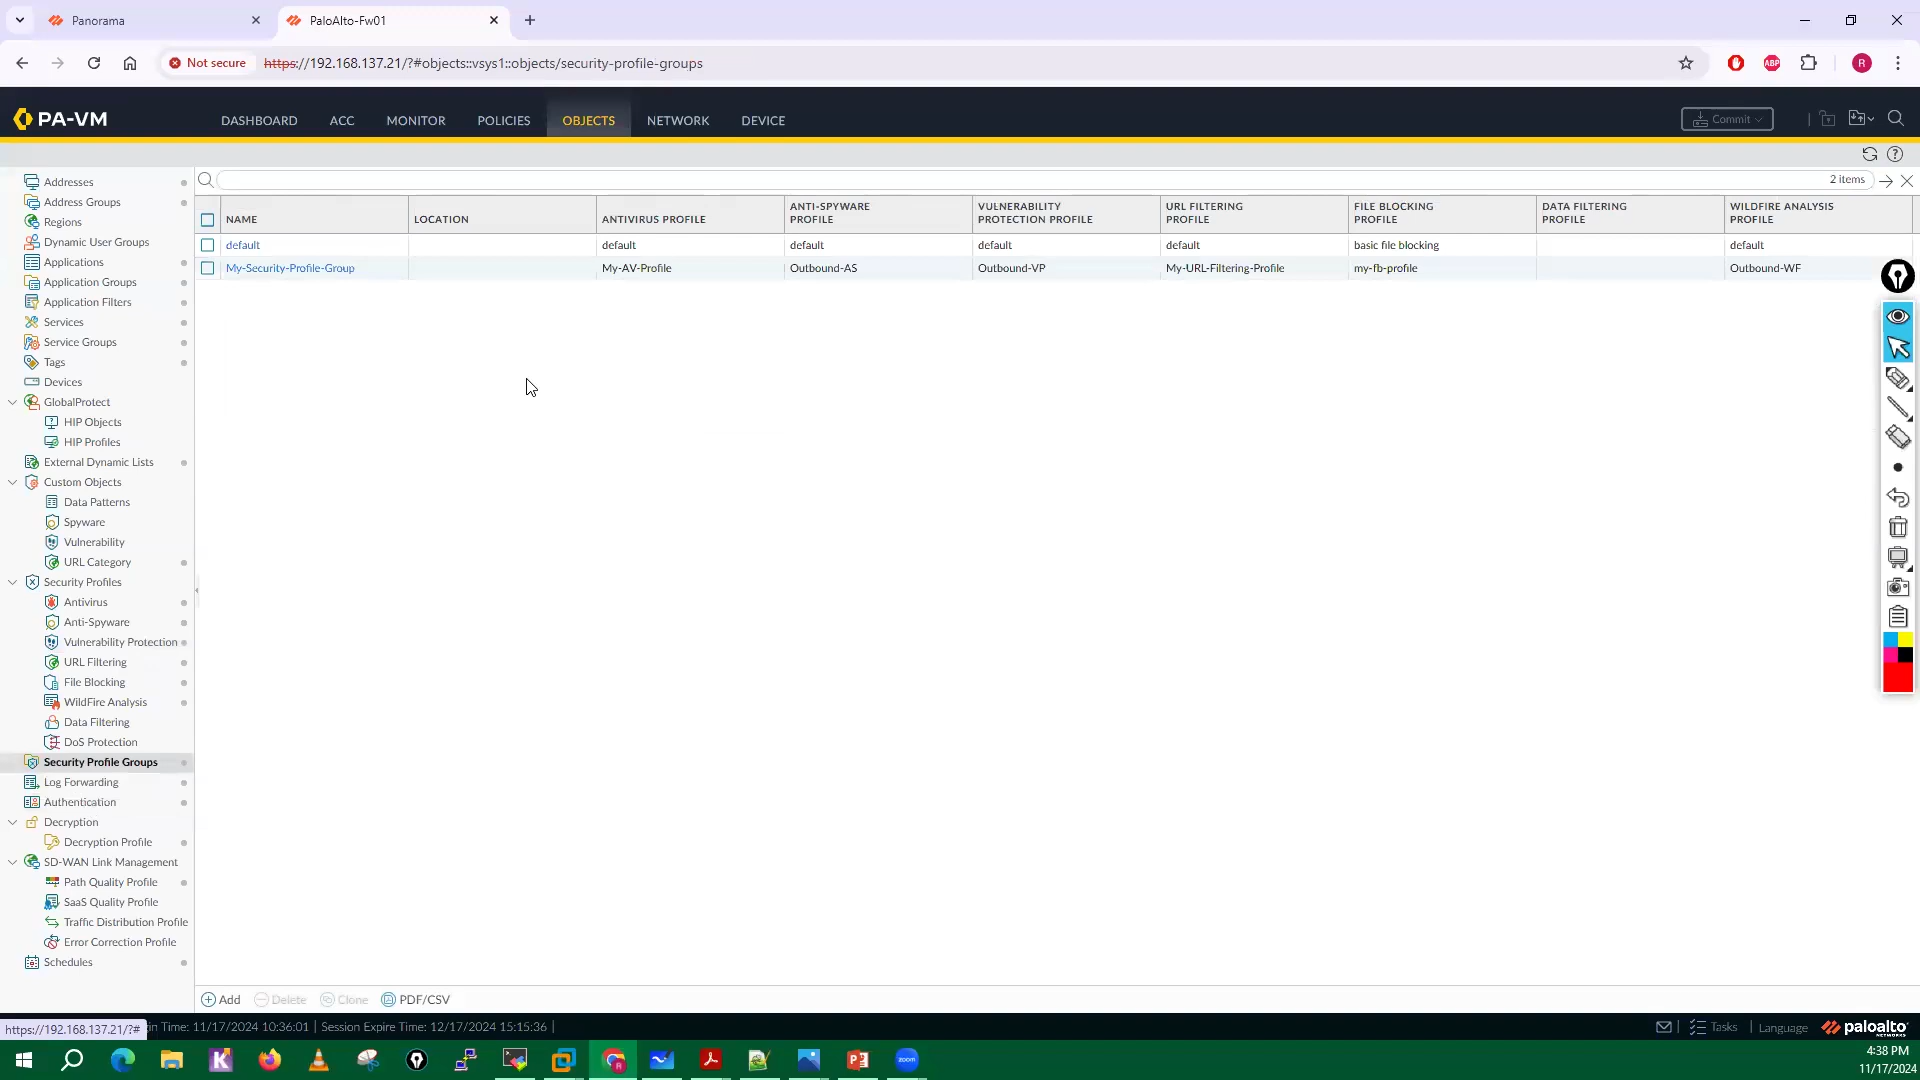 Panorama
PaloAlto-Fw01
Not secure
https://192.168.137.21/?#objects::vsys1::objects/security-profile-groups
ABP
R
PA-VM
DASHBOARD
ACC
MONITOR
POLICIES
OBJECTS
NETWORK
DEVICE
Commit
2 items
Addresses
Address Groups
Regions
Dynamic User Groups
Applications
Application Groups
Application Filters
Services
Service Groups
Tags
Devices
GlobalProtect
HIP Objects
HIP Profiles
External Dynamic Lists
Custom Objects
Data Patterns
Spyware
Vulnerability
URL Category
Security Profiles
Antivirus
Anti-Spyware
Vulnerability Protection
URL Filtering
File Blocking
WildFire Analysis
Data Filtering
DoS Protection
Security Profile Groups
Log Forwarding
Authentication
Decryption
Decryption Profile
SD-WAN Link Management
Path Quality Profile
SaaS Quality Profile
Traffic Distribution Profile
Error Correction Profile
Schedules
NAME
LOCATION
ANTIVIRUS PROFILE
ANTI-SPYWARE
PROFILE
VULNERABILITY
PROTECTION PROFILE
URL FILTERING
PROFILE
FILE BLOCKING
PROFILE
DATA FILTERING
PROFILE
WILDFIRE ANALYSIS
PROFILE
default default default default default basic file blocking default
My-Security-Profile-Group My-AV-Profile Outbound-AS Outbound-VP My-URL-Filtering-Profile my-fb-profile Outbound-WF
Add
Delete
Clone
PDF/CSV
https://192.168.137.21/?#
in Time: 11/17/2024 10:36:01 | Session Expire Time: 12/17/2024 15:15:36 |
Tasks
Language
paloalto
NETWORKS
zoom
4:38 PM
11/17/2024